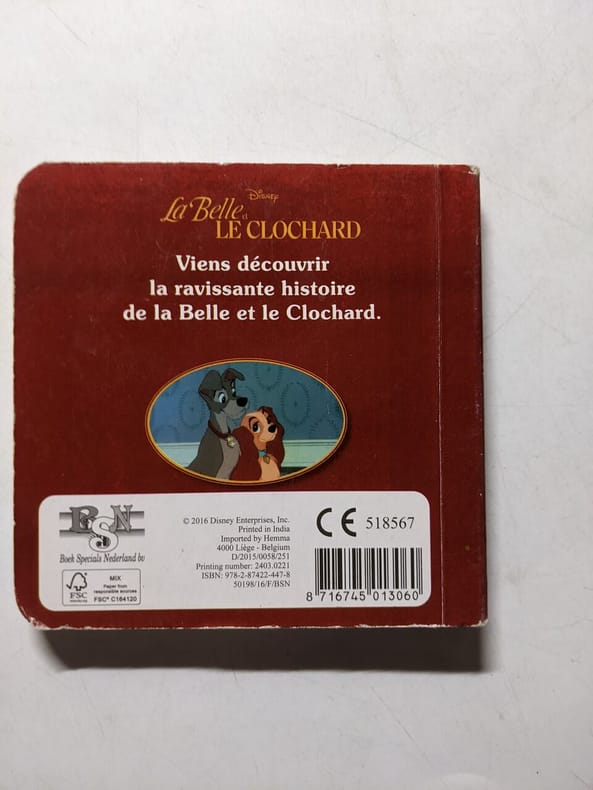 Disney
La Belle et
LE CLOCHARD
Viens découvrir
la ravissante histoire
de la Belle et le Clochard.
BSN
Boek Specials Nederland bv
FSC
MIX
Paper from
responsible sources
FSC® C164120
© 2016 Disney Enterprises, Inc.
Printed in India
Imported by Hemma
4000 Liège - Belgium
D/2015/0058/251
Printing number: 2403.0221
ISBN: 978-2-87422-447-8
50198/16/F/BSN
CE 518567
8 716745 013060